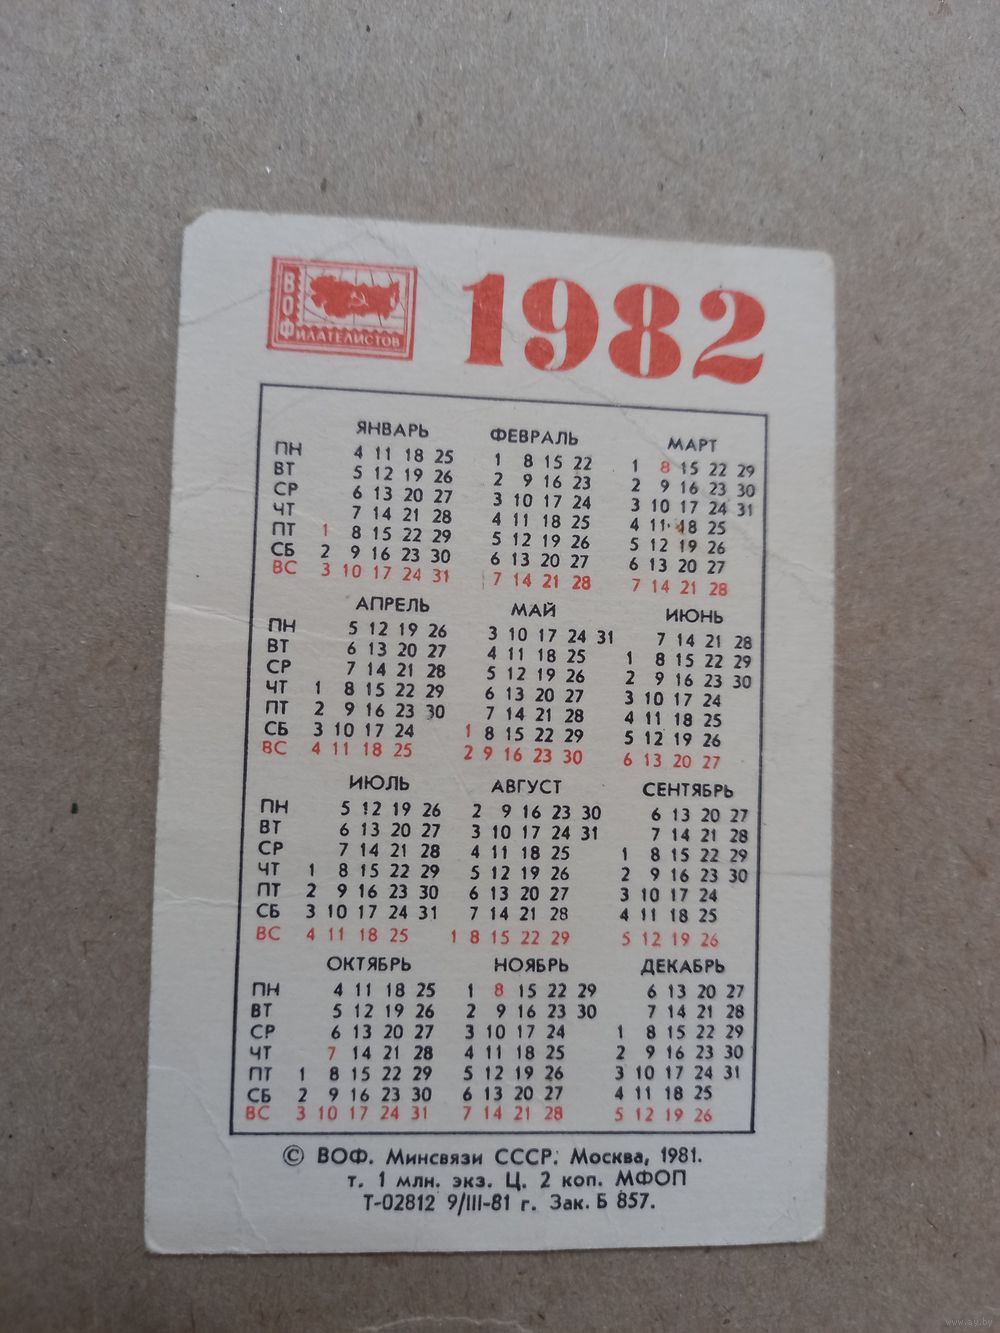 ВОФ
ИЛАТЕЛИСТОВ
1982
ЯНВАРЬ ФЕВРАЛЬ МАРТ
ПН 4 11 18 25 1 8 15 22 1 8 15 22 29
ВТ 5 12 19 26 2 9 16 23 2 9 16 23 30
СР 6 13 20 27 3 10 17 24 3 10 17 24 31
ЧТ 7 14 21 28 4 11 18 25 4 11 18 25
ПТ 1 8 15 22 29 5 12 19 26 5 12 19 26
СБ 2 9 16 23 30 6 13 20 27 6 13 20 27
ВС 3 10 17 24 31 7 14 21 28 7 14 21 28
АПРЕЛЬ МАЙ ИЮНЬ
ПН 5 12 19 26 3 10 17 24 31 7 14 21 28
ВТ 6 13 20 27 4 11 18 25 1 8 15 22 29
СР 7 14 21 28 5 12 19 26 2 9 16 23 30
ЧТ 1 8 15 22 29 6 13 20 27 3 10 17 24
ПТ 2 9 16 23 30 7 14 21 28 4 11 18 25
СБ 3 10 17 24 1 8 15 22 29 5 12 19 26
ВС 4 11 18 25 2 9 16 23 30 6 13 20 27
ИЮЛЬ АВГУСТ СЕНТЯБРЬ
ПН 5 12 19 26 2 9 16 23 30 6 13 20 27
ВТ 6 13 20 27 3 10 17 24 31 7 14 21 28
СР 7 14 21 28 4 11 18 25 1 8 15 22 29
ЧТ 1 8 15 22 29 5 12 19 26 2 9 16 23 30
ПТ 2 9 16 23 30 6 13 20 27 3 10 17 24
СБ 3 10 17 24 31 7 14 21 28 4 11 18 25
ВС 4 11 18 25 1 8 15 22 29 5 12 19 26
ОКТЯБРЬ НОЯБРЬ ДЕКАБРЬ
ПН 4 11 18 25 1 8 15 22 29 6 13 20 27
ВТ 5 12 19 26 2 9 16 23 30 7 14 21 28
СР 6 13 20 27 3 10 17 24 1 8 15 22 29
ЧТ 7 14 21 28 4 11 18 25 2 9 16 23 30
ПТ 1 8 15 22 29 5 12 19 26 3 10 17 24 31
СБ 2 9 16 23 30 6 13 20 27 4 11 18 25
ВС 3 10 17 24 31 7 14 21 28 5 12 19 26
© ВОФ. Минсвязи СССР. Москва, 1981.
т. 1 млн. экз. Ц. 2 коп. МФОП
Т-02812 9/III-81 г. Зак. Б 857.
www.ay.by